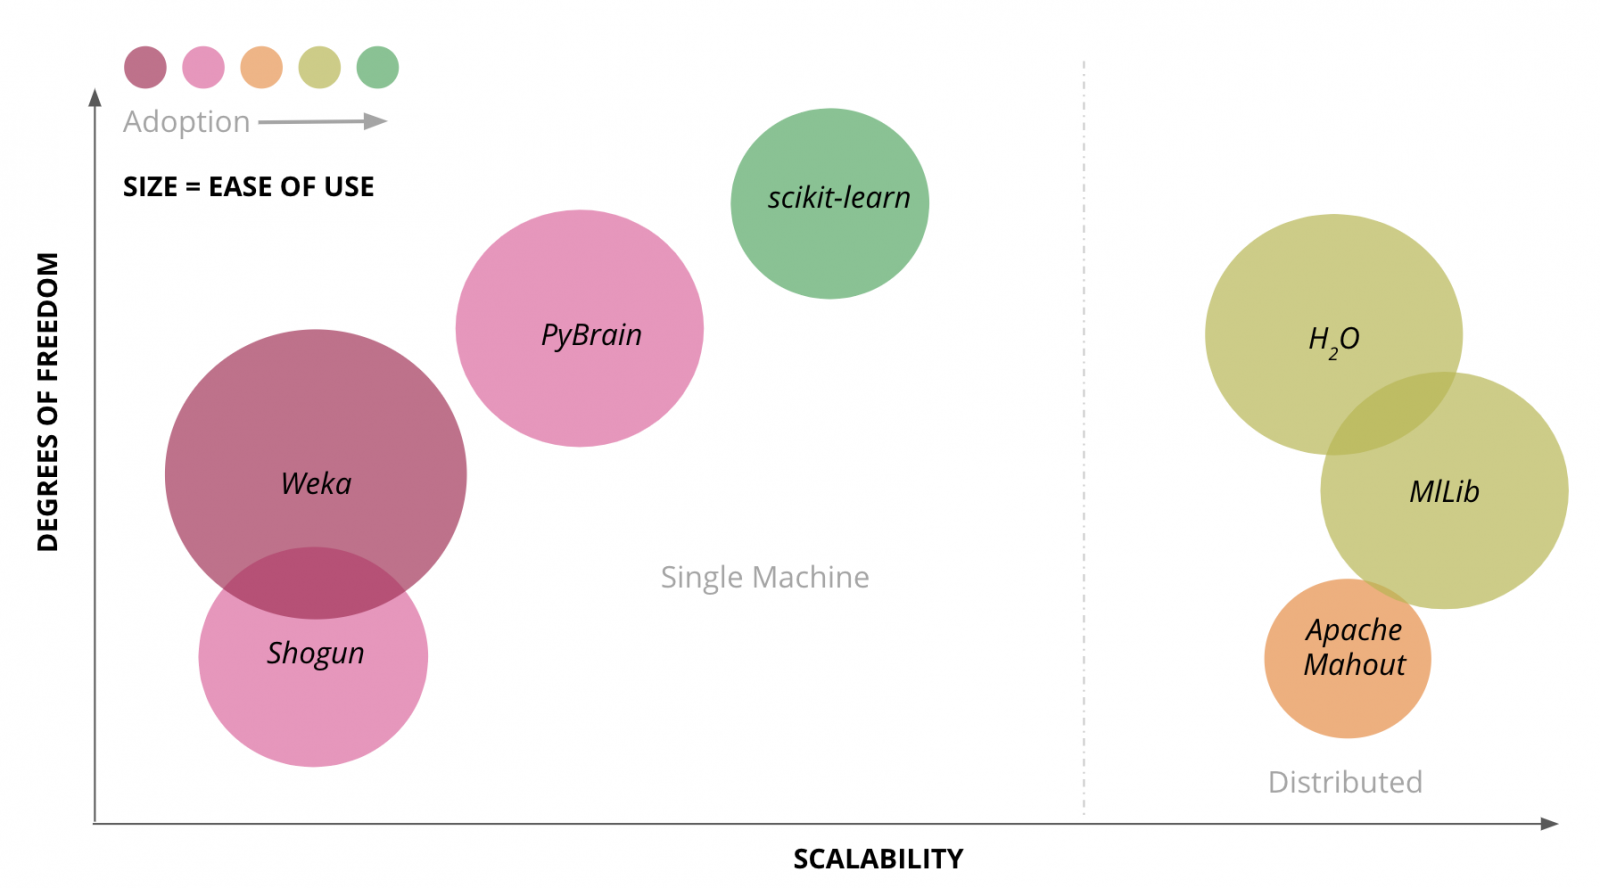 Adoption
SIZE = EASE OF USE
DEGREES OF FREEDOM
scikit-learn
PyBrain
H2O
Weka
MlLib
Single Machine
Shogun
Apache
Mahout
Distributed
SCALABILITY